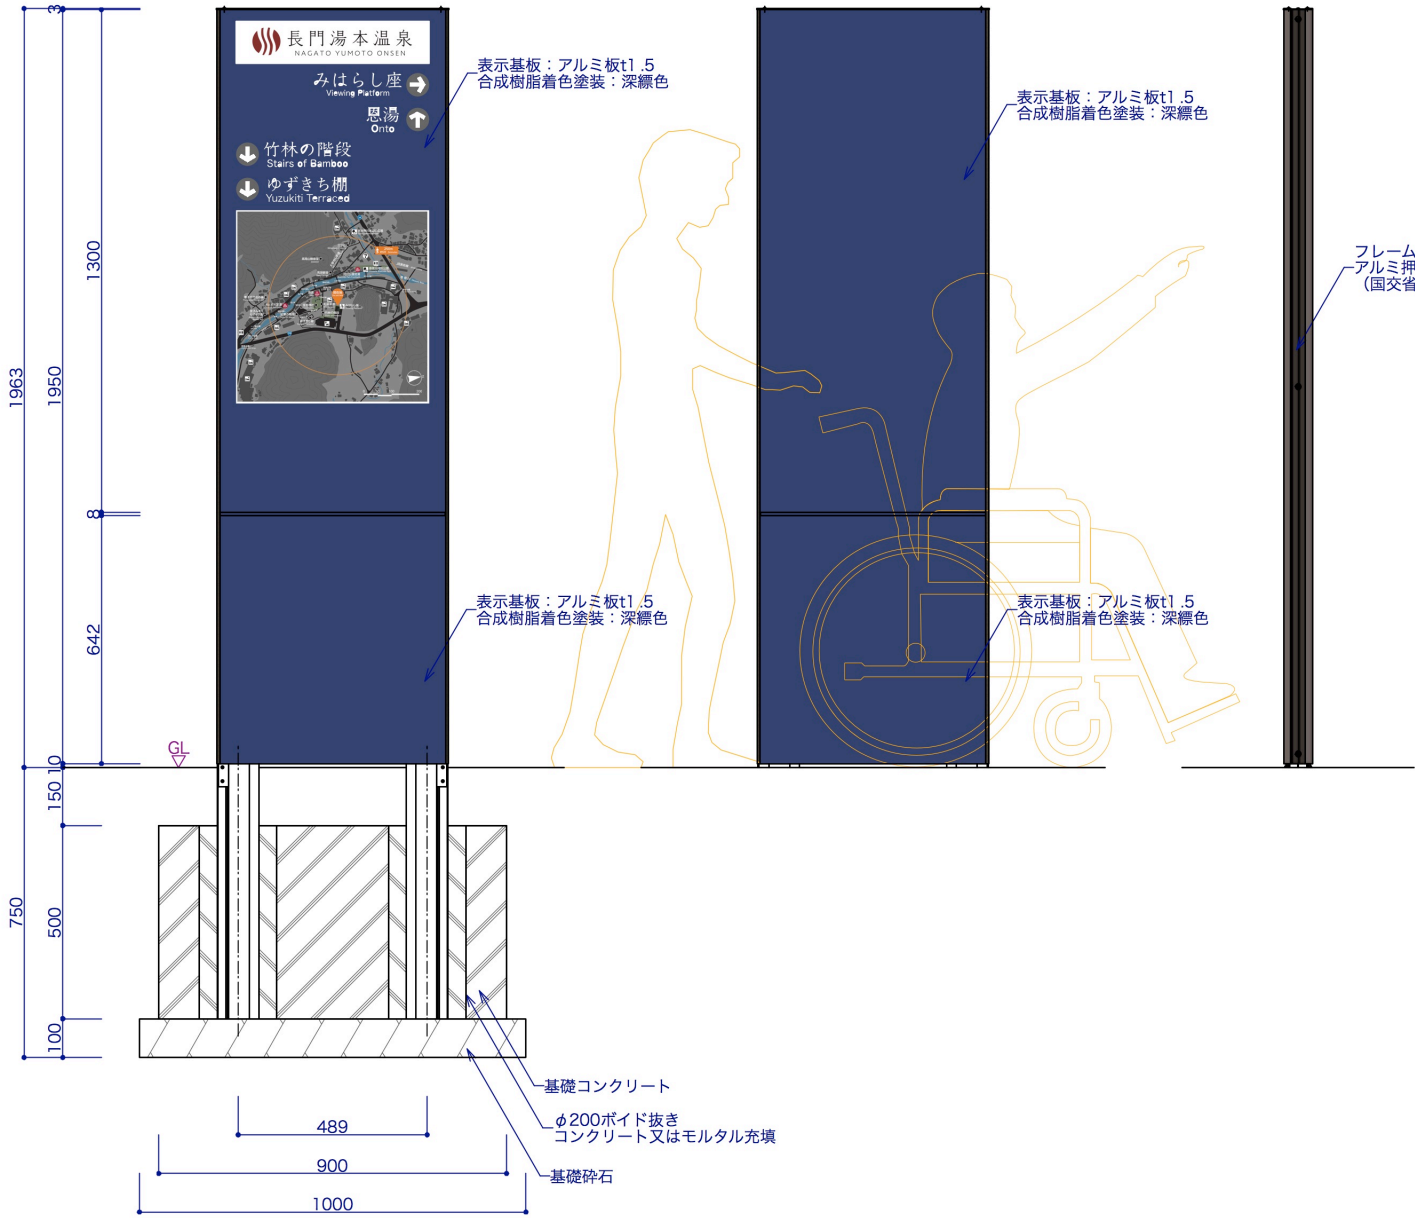 長門湯本温泉
NAGATO YUMOTO ONSEN
みはらし座
Viewing Platform
恩湯
Onto
竹林の階段
Stairs of Bamboo
ゆずきち棚
Yuzukiti Terraced
表示基板：アルミ板t1.5
合成樹脂着色塗装：深縹色
表示基板：アルミ板t1.5
合成樹脂着色塗装：深縹色
フレーム
アルミ押
（国交省
表示基板：アルミ板t1.5
合成樹脂着色塗装：深縹色
表示基板：アルミ板t1.5
合成樹脂着色塗装：深縹色
3
1300
1963
1950
8
642
GL
10
150
750
500
100
基礎コンクリート
φ200ボイド抜き
コンクリート又はモルタル充填
基礎砕石
489
900
1000